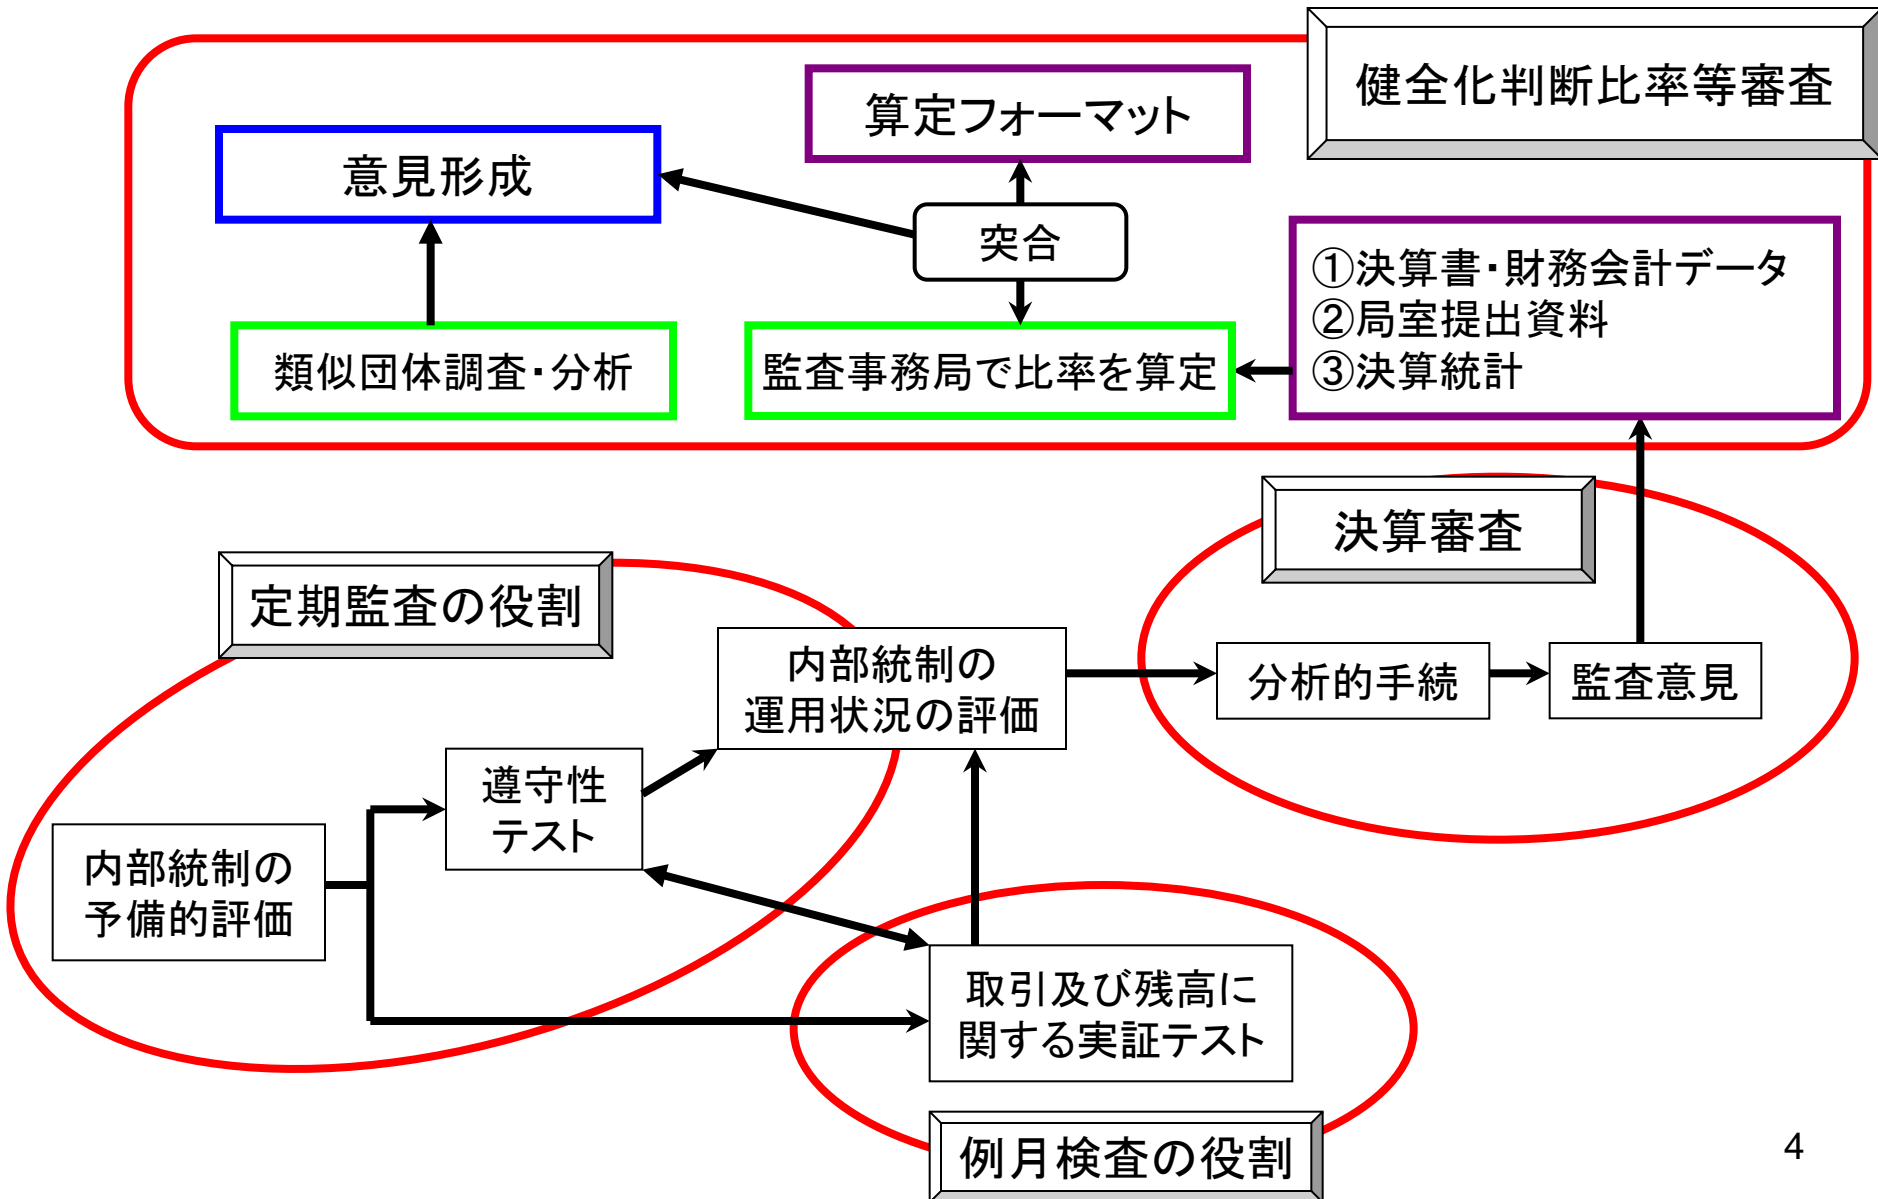 健全化判断比率等審査
算定フォーマット
意見形成
突合
①決算書・財務会計データ
②局室提出資料
③決算統計
類似団体調査・分析
監査事務局で比率を算定
決算審査
定期監査の役割
内部統制の
運用状況の評価
分析的手続
監査意見
遵守性
テスト
内部統制の
予備的評価
取引及び残高に
関する実証テスト
例月検査の役割
4